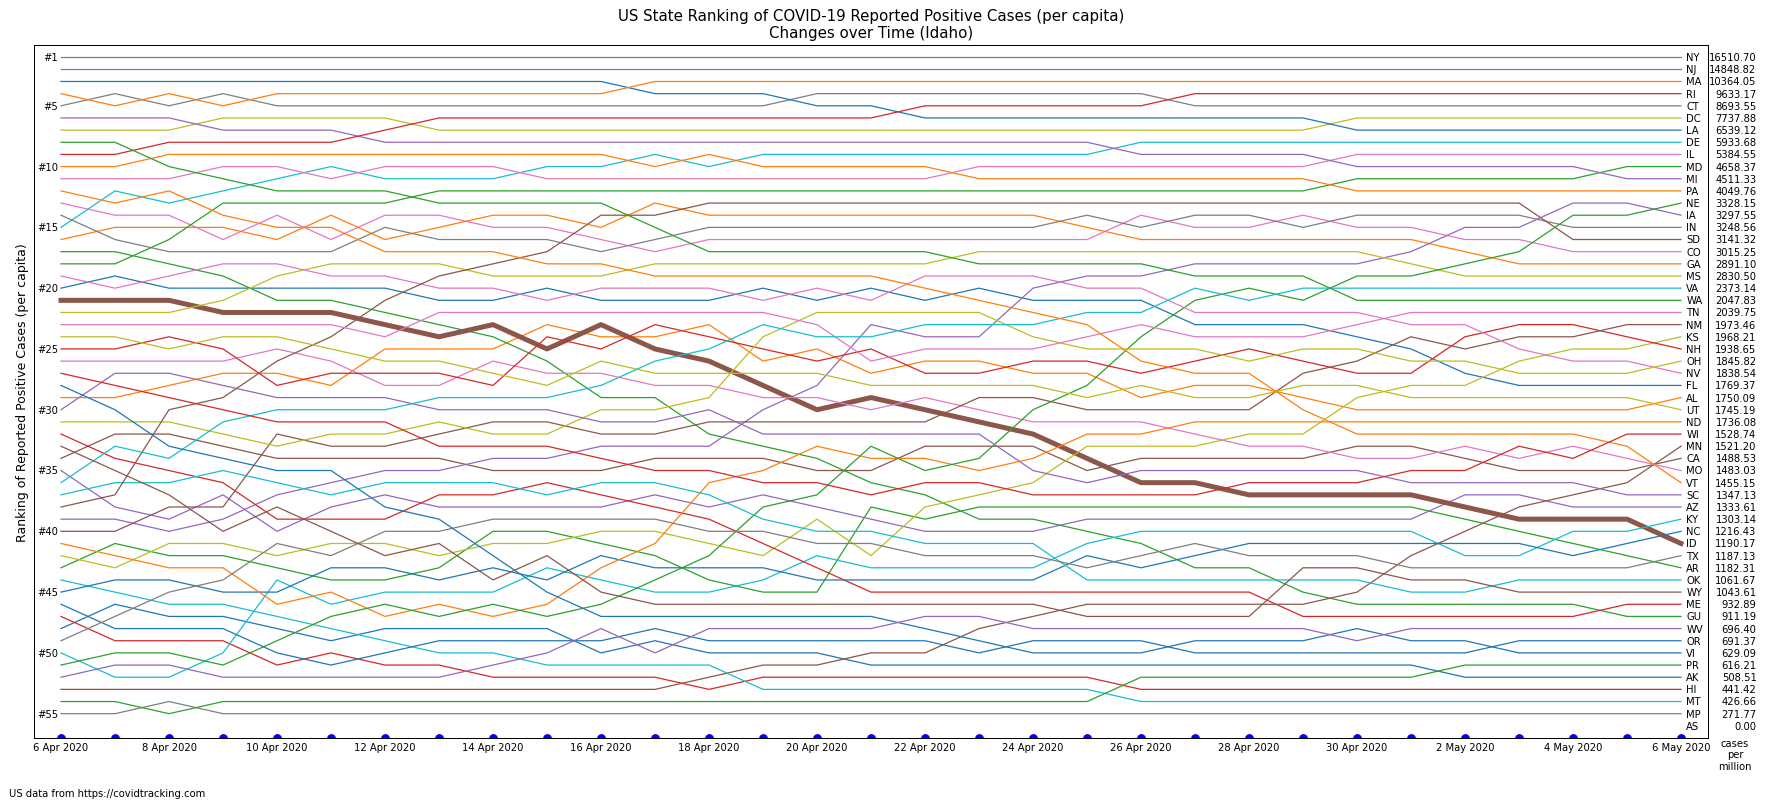 US State Ranking of COVID-19 Reported Positive Cases (per capita)
Changes over Time (Idaho)
Ranking of Reported Positive Cases (per capita)
#1
#5
#10
#15
#20
#25
#30
#35
#40
#45
#50
#55
NY 16510.70
NJ 14848.82
MA 10364.05
RI 9633.17
CT 8693.55
DC 7737.88
LA 6539.12
DE 5933.68
IL 5384.55
MD 4658.37
MI 4511.33
PA 4049.76
NE 3328.15
IA 3297.55
IN 3248.56
SD 3141.32
CO 3015.25
GA 2891.10
MS 2830.50
VA 2373.14
WA 2047.83
TN 2039.75
NM 1973.46
KS 1968.21
NH 1938.65
OH 1845.82
NV 1838.54
FL 1769.37
AL 1750.09
UT 1745.19
ND 1736.08
WI 1528.74
MN 1521.20
CA 1488.53
MO 1483.03
VT 1455.15
SC 1347.13
AZ 1333.61
KY 1303.14
NC 1216.43
ID 1190.17
TX 1187.13
AR 1182.31
OK 1061.67
WY 1043.61
ME 932.89
GU 911.19
WV 696.40
OR 691.37
VI 629.09
PR 616.21
AK 508.51
HI 441.42
MT 426.66
MP 271.77
AS 0.00
6 Apr 2020 8 Apr 2020 10 Apr 2020 12 Apr 2020 14 Apr 2020 16 Apr 2020 18 Apr 2020 20 Apr 2020 22 Apr 2020 24 Apr 2020 26 Apr 2020 28 Apr 2020 30 Apr 2020 2 May 2020 4 May 2020 6 May 2020
cases
per
million
US data from https://covidtracking.com